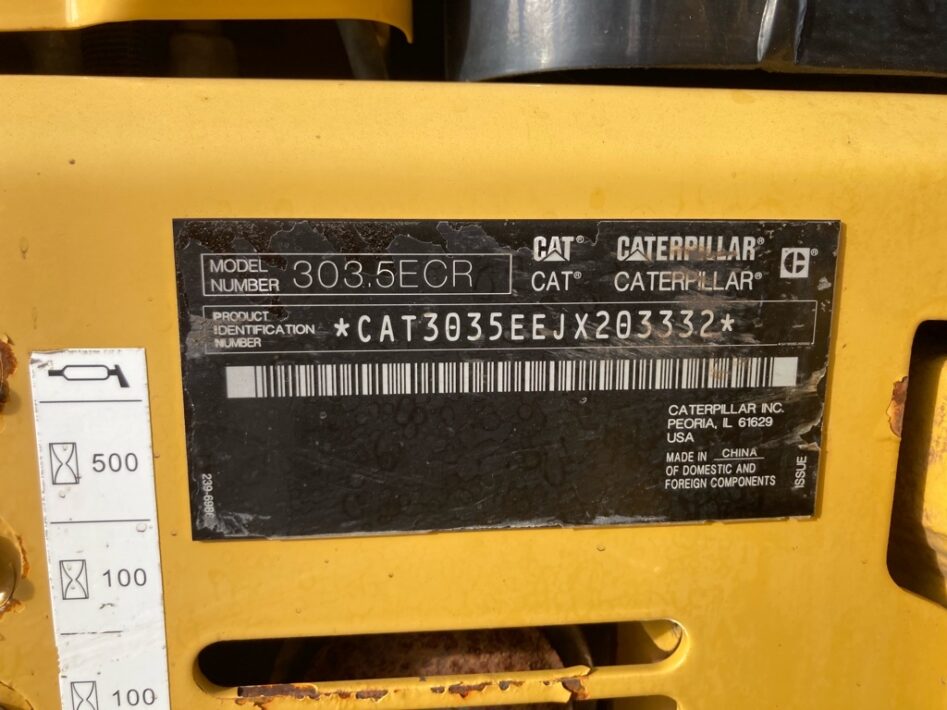 MODEL NUMBER 303.5ECR
CAT® CATERPILLAR®
CAT® CATERPILLAR®
PRODUCT IDENTIFICATION NUMBER *CAT3035EEJX203332*
CATERPILLAR INC.
PEORIA, IL 61629
USA
MADE IN CHINA
OF DOMESTIC AND
FOREIGN COMPONENTS
ISSUE
500
100
100